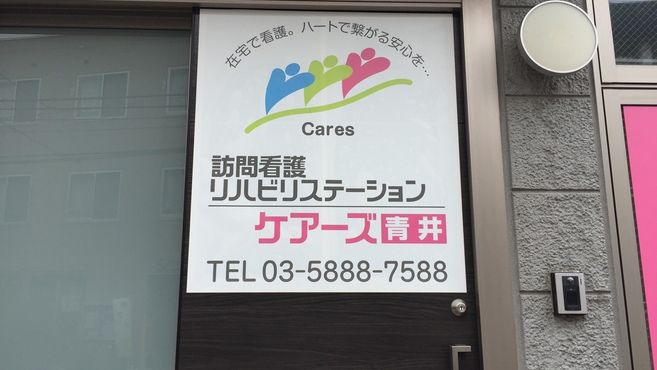 在宅で看護。ハートで繋がる安心を…
Cares
訪問看護
リハビリステーション
ケアーズ青井
TEL 03-5888-7588